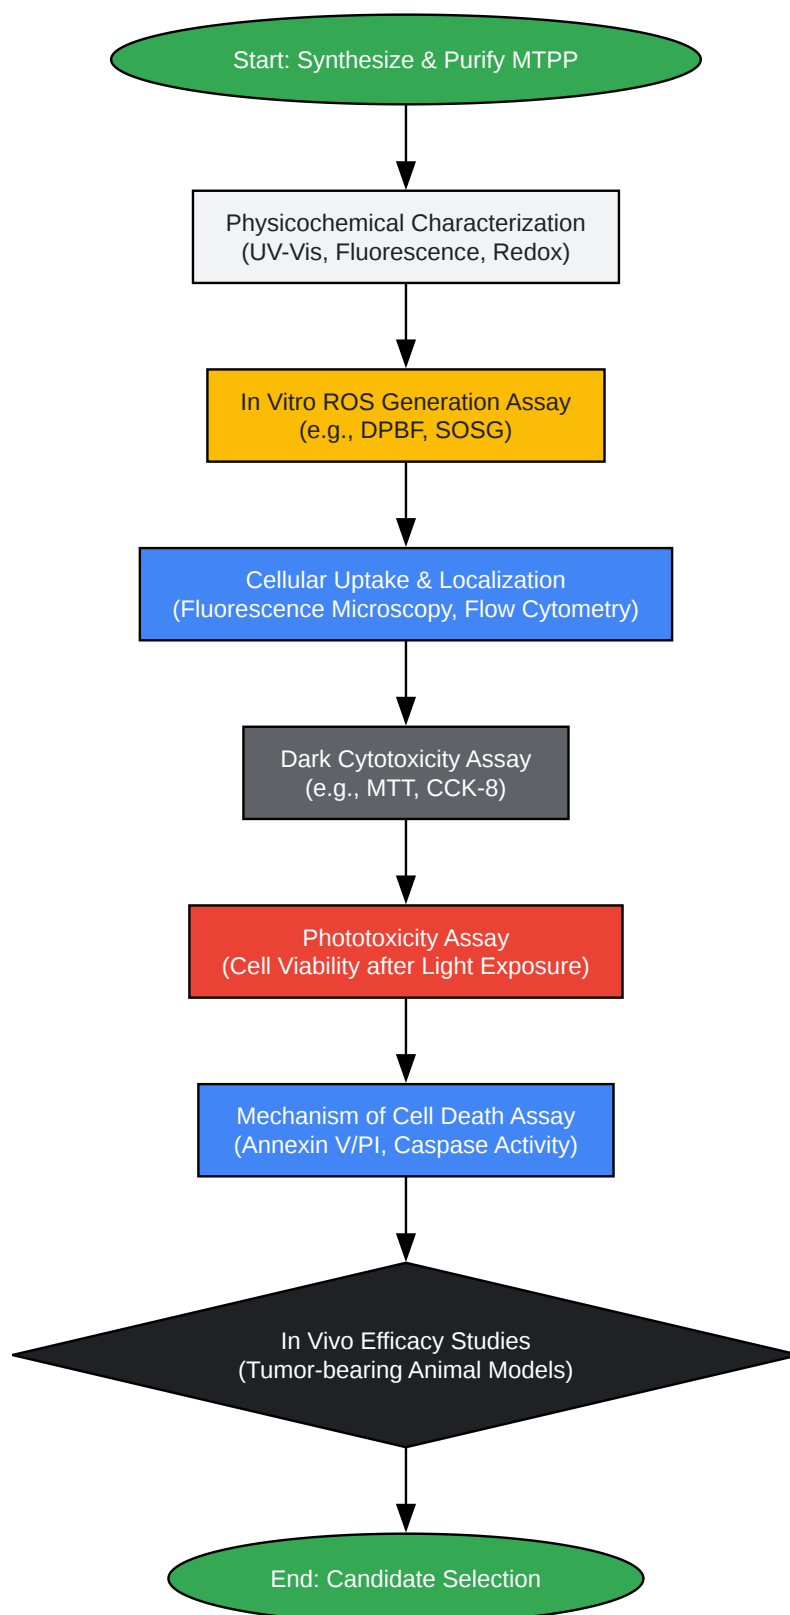 Start: Synthesize & Purify MTPP
Physicochemical Characterization
(UV-Vis, Fluorescence, Redox)
In Vitro ROS Generation Assay
(e.g., DPBF, SOSG)
Cellular Uptake & Localization
(Fluorescence Microscopy, Flow Cytometry)
Dark Cytotoxicity Assay
(e.g., MTT, CCK-8)
Phototoxicity Assay
(Cell Viability after Light Exposure)
Mechanism of Cell Death Assay
(Annexin V/PI, Caspase Activity)
In Vivo Efficacy Studies
(Tumor-bearing Animal Models)
End: Candidate Selection